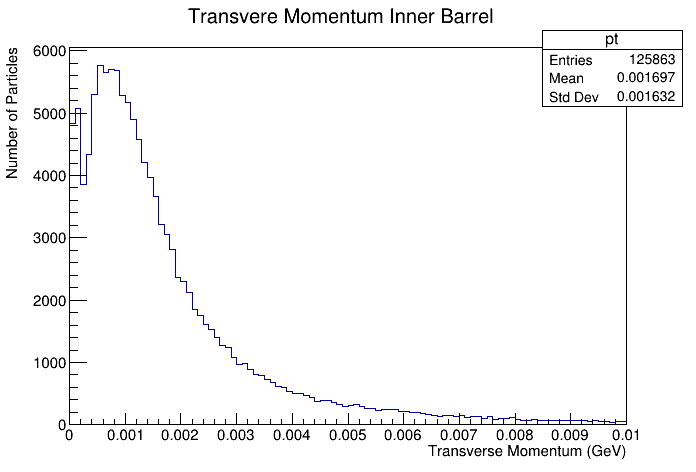 Transvere Momentum Inner Barrel
pt
Entries 125863
Mean 0.001697
Std Dev 0.001632
Number of Particles
6000
5000
4000
3000
2000
1000
0
0 0.001 0.002 0.003 0.004 0.005 0.006 0.007 0.008 0.009 0.01
Transverse Momentum (GeV)